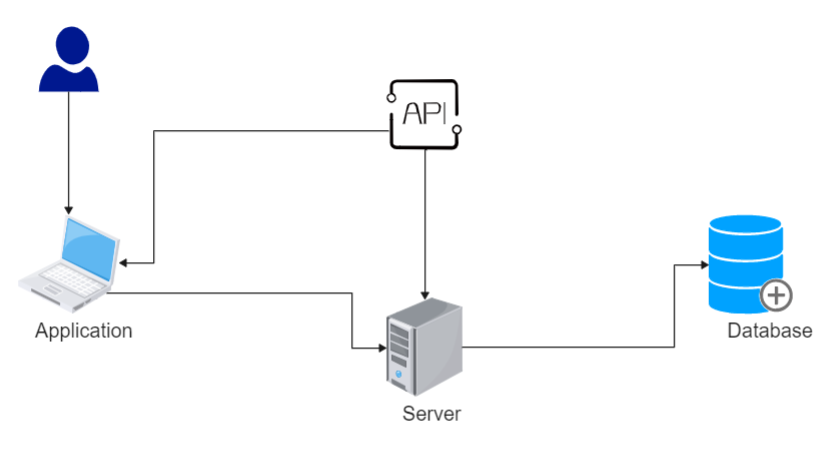 API
Application
Database
Server